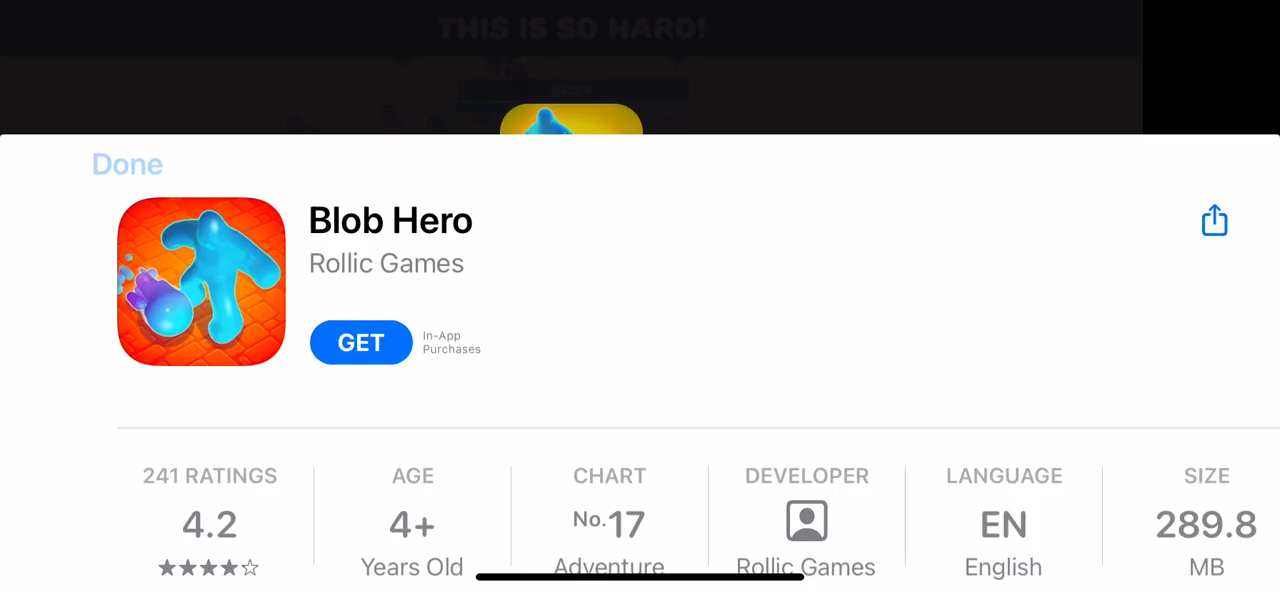 THIS IS SO HARD!
Done
Blob Hero
Rollic Games
GET
In-App
Purchases
241 RATINGS
4.2
★★★★☆
AGE
4+
Years Old
CHART
No.17
Adventure
DEVELOPER
Rollic Games
LANGUAGE
EN
English
SIZE
289.8
MB